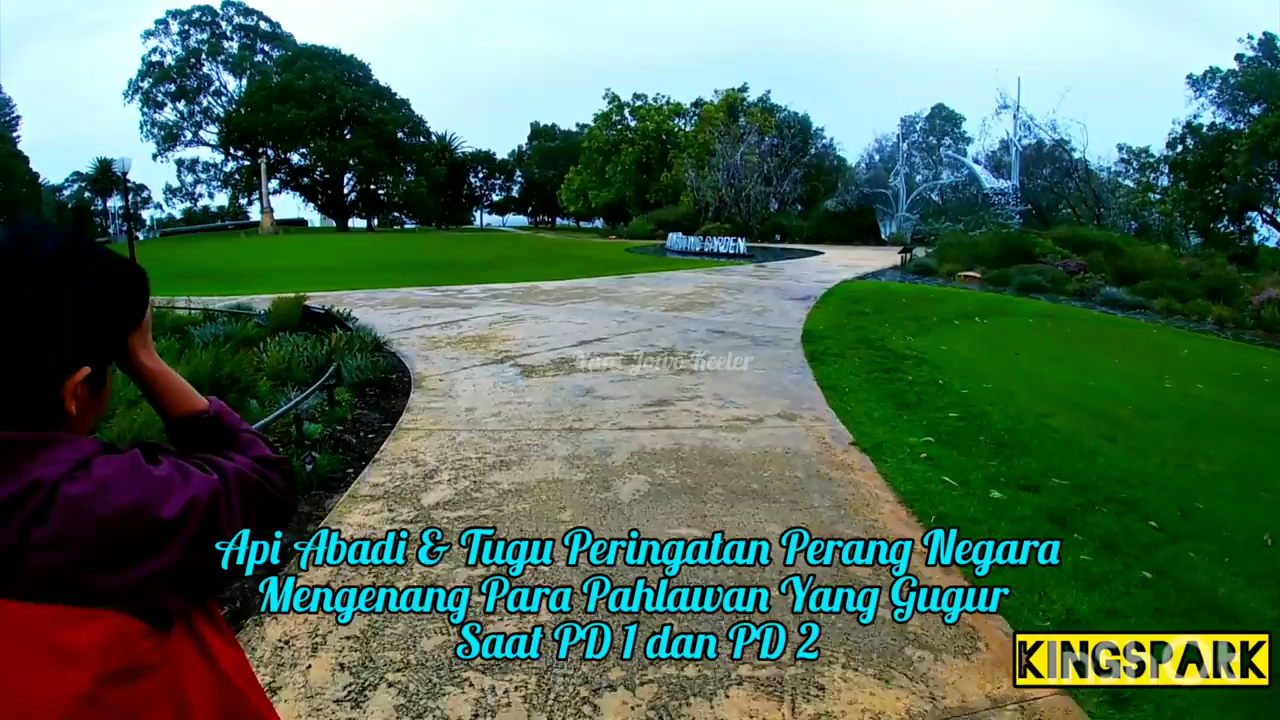 Api Abadi & Tugu Peringatan Perang Negara
Mengenang Para Pahlawan Yang Gugur
Saat PD 1 dan PD 2
KINGSPARK